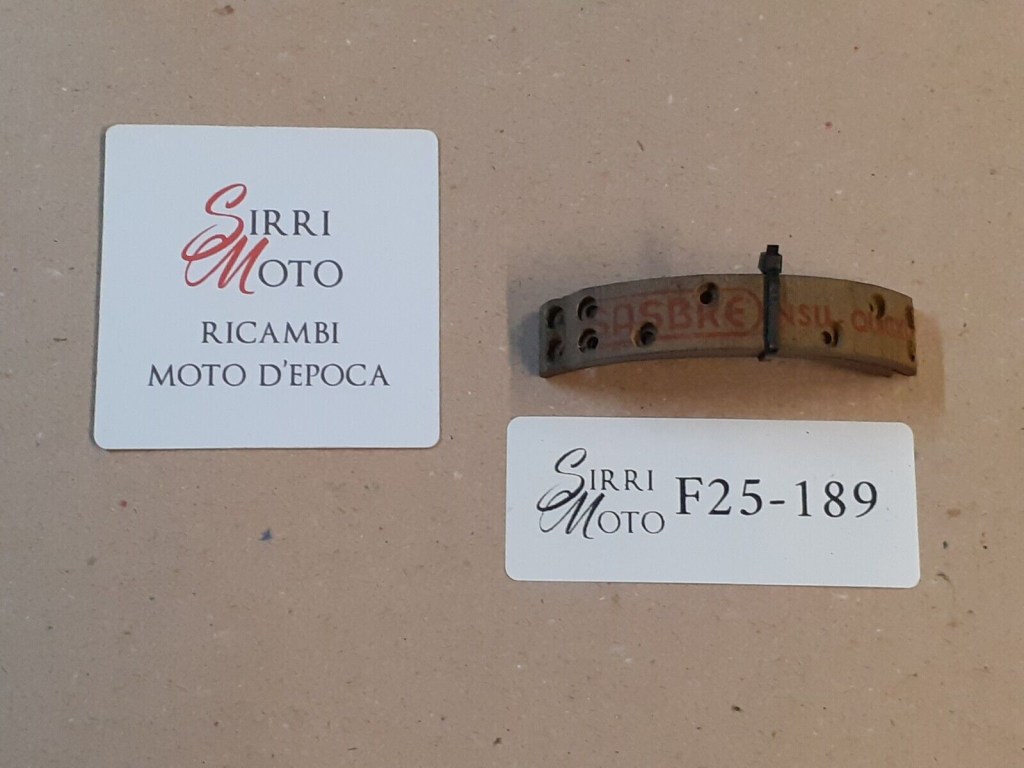 SIRRI
MOTO
RICAMBI
MOTO D'EPOCA
SASBRE NSU
SIRRI
MOTO
F25-189